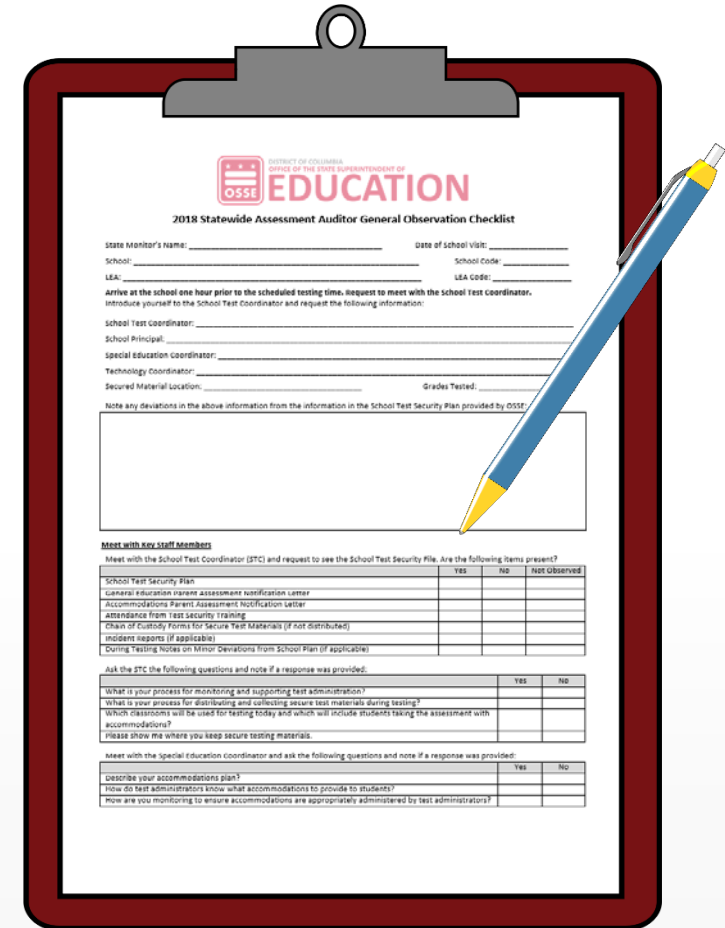 DISTRICT OF COLUMBIA
OFFICE OF THE STATE SUPERINTENDENT OF
OSSE EDUCATION
2018 Statewide Assessment Auditor General Observation Checklist
State Monitor's Name: Date of School Visit:
School: School Code:
LEA: LEA Code:
Arrive at the school one hour prior to the scheduled testing time. Request to meet with the School Test Coordinator.
Introduce yourself to the School Test Coordinator and request the following information:
School Test Coordinator:
School Principal:
Special Education Coordinator:
Technology Coordinator:
Secured Material Location: Grades Tested:
Note any deviations in the above information from the information in the School Test Security Plan provided by OSSE:
Meet with Key Staff Members
Meet with the School Test Coordinator (STC) and request to see the School Test Security File. Are the following items present?
Yes No Not Observed
School Test Security Plan
General Education Parent Assessment Notification Letter
Accommodations Parent Assessment Notification Letter
Attendance from Test Security Training
Chain of Custody Forms for Secure Test Materials (if not distributed)
Incident Reports (if applicable)
During Testing Notes on Minor Deviations from School Plan (if applicable)
Ask the STC the following questions and note if a response was provided:
Yes No
What is your process for monitoring and supporting test administration?
What is your process for distributing and collecting secure test materials during testing?
Which classrooms will be used for testing today and which will include students taking the assessment with
accommodations?
Please show me where you keep secure testing materials.
Meet with the Special Education Coordinator and ask the following questions and note if a response was provided:
Yes No
Describe your accommodations plan?
How do test administrators know what accommodations to provide to students?
How are you monitoring to ensure accommodations are appropriately administered by test administrators?